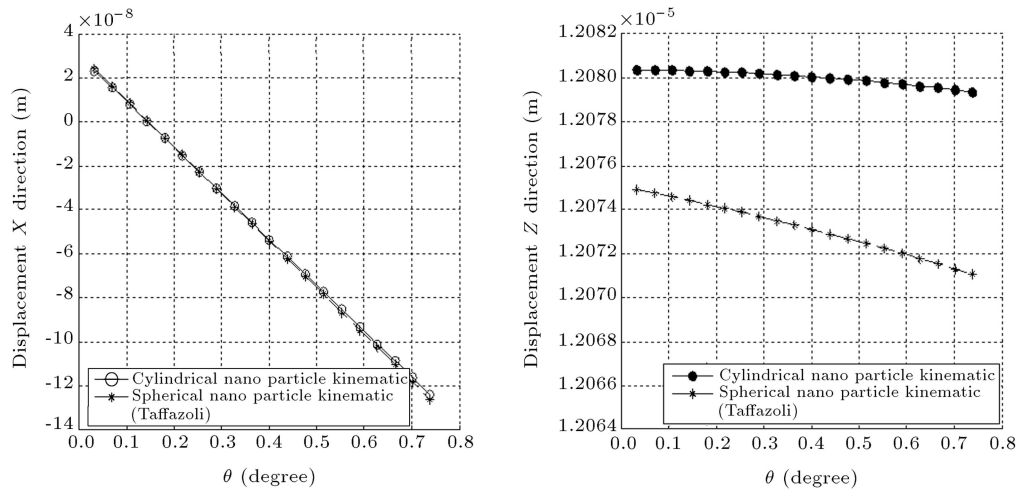 ×10−8
4
2
0
-2
-4
-6
-8
-10
-12
-14
0.0 0.1 0.2 0.3 0.4 0.5 0.6 0.7 0.8
Displacement X direction (m)
θ (degree)
Cylindrical nano particle kinematic
Spherical nano particle kinematic
(Taffazoli)
×10−5
1.2082
1.2080
1.2078
1.2076
1.2074
1.2072
1.2070
1.2068
1.2066
1.2064
0.0 0.1 0.2 0.3 0.4 0.5 0.6 0.7 0.8
Displacement Z direction (m)
θ (degree)
Cylindrical nano particle kinematic
Spherical nano particle kinematic
(Taffazoli)